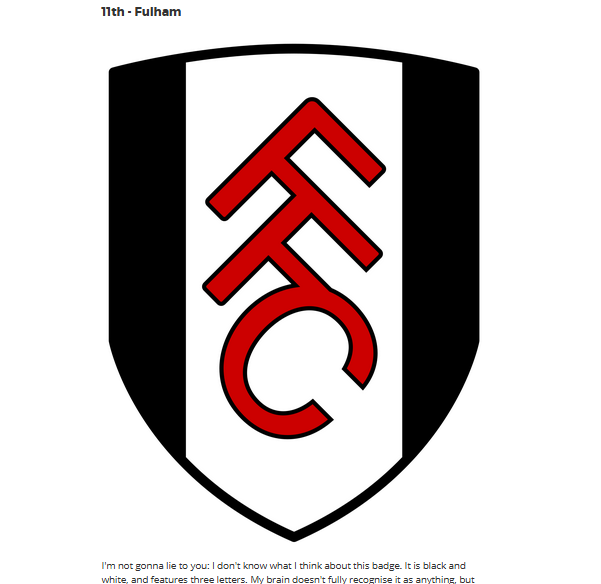 11th - Fulham
FFC
I'm not gonna lie to you: I don't know what I think about this badge. It is black and
white, and features three letters. My brain doesn't fully recognise it as anything, but